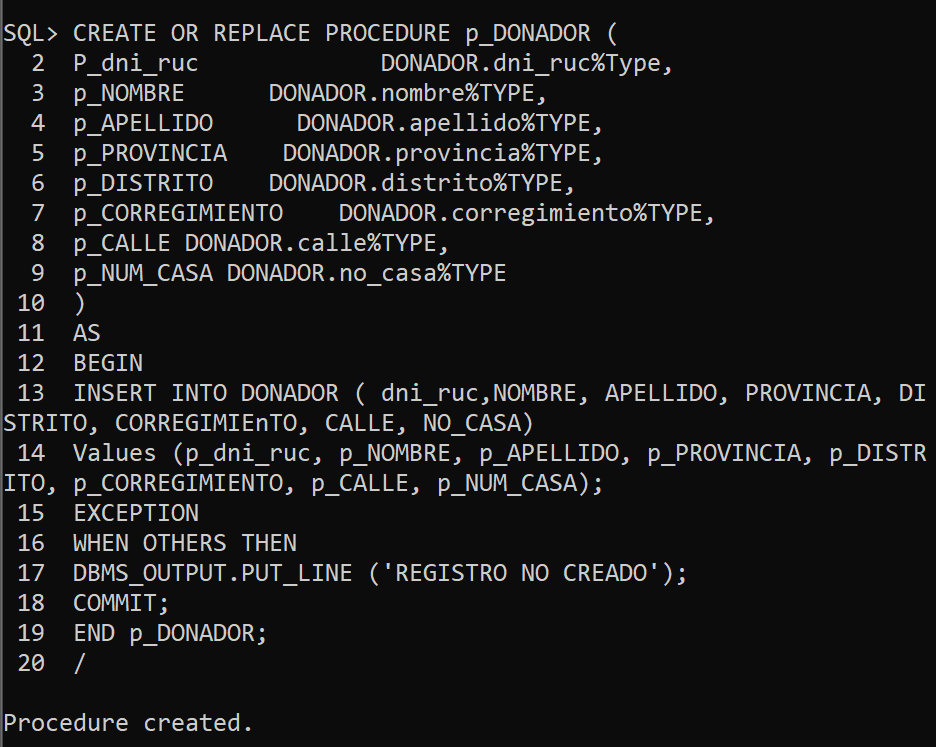 SQL> CREATE OR REPLACE PROCEDURE p_DONADOR (
  2  P_dni_ruc             DONADOR.dni_ruc%Type,
  3  p_NOMBRE      DONADOR.nombre%TYPE,
  4  p_APELLIDO      DONADOR.apellido%TYPE,
  5  p_PROVINCIA    DONADOR.provincia%TYPE,
  6  p_DISTRITO    DONADOR.distrito%TYPE,
  7  p_CORREGIMIENTO    DONADOR.corregimiento%TYPE,
  8  p_CALLE DONADOR.calle%TYPE,
  9  p_NUM_CASA DONADOR.no_casa%TYPE
 10  )
 11  AS
 12  BEGIN
 13  INSERT INTO DONADOR ( dni_ruc,NOMBRE, APELLIDO, PROVINCIA, DI
STRITO, CORREGIMIEnTO, CALLE, NO_CASA)
 14  Values (p_dni_ruc, p_NOMBRE, p_APELLIDO, p_PROVINCIA, p_DISTR
ITO, p_CORREGIMIENTO, p_CALLE, p_NUM_CASA);
 15  EXCEPTION
 16  WHEN OTHERS THEN
 17  DBMS_OUTPUT.PUT_LINE ('REGISTRO NO CREADO');
 18  COMMIT;
 19  END p_DONADOR;
 20  /
Procedure created.